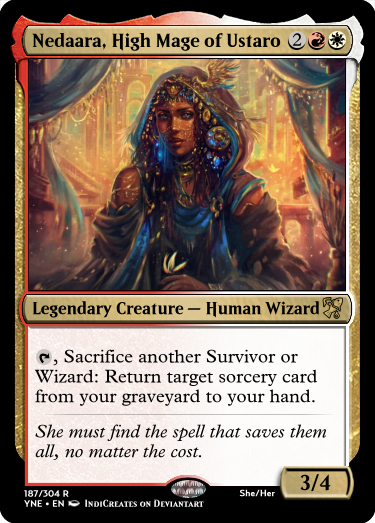 Nedaara, High Mage of Ustaro 2
Legendary Creature — Human Wizard
, Sacrifice another Survivor or
Wizard: Return target sorcery card
from your graveyard to your hand.
She must find the spell that saves them
all, no matter the cost.
3/4
187/304 R
YNE • EN IndiCreates on Deviantart
She/Her